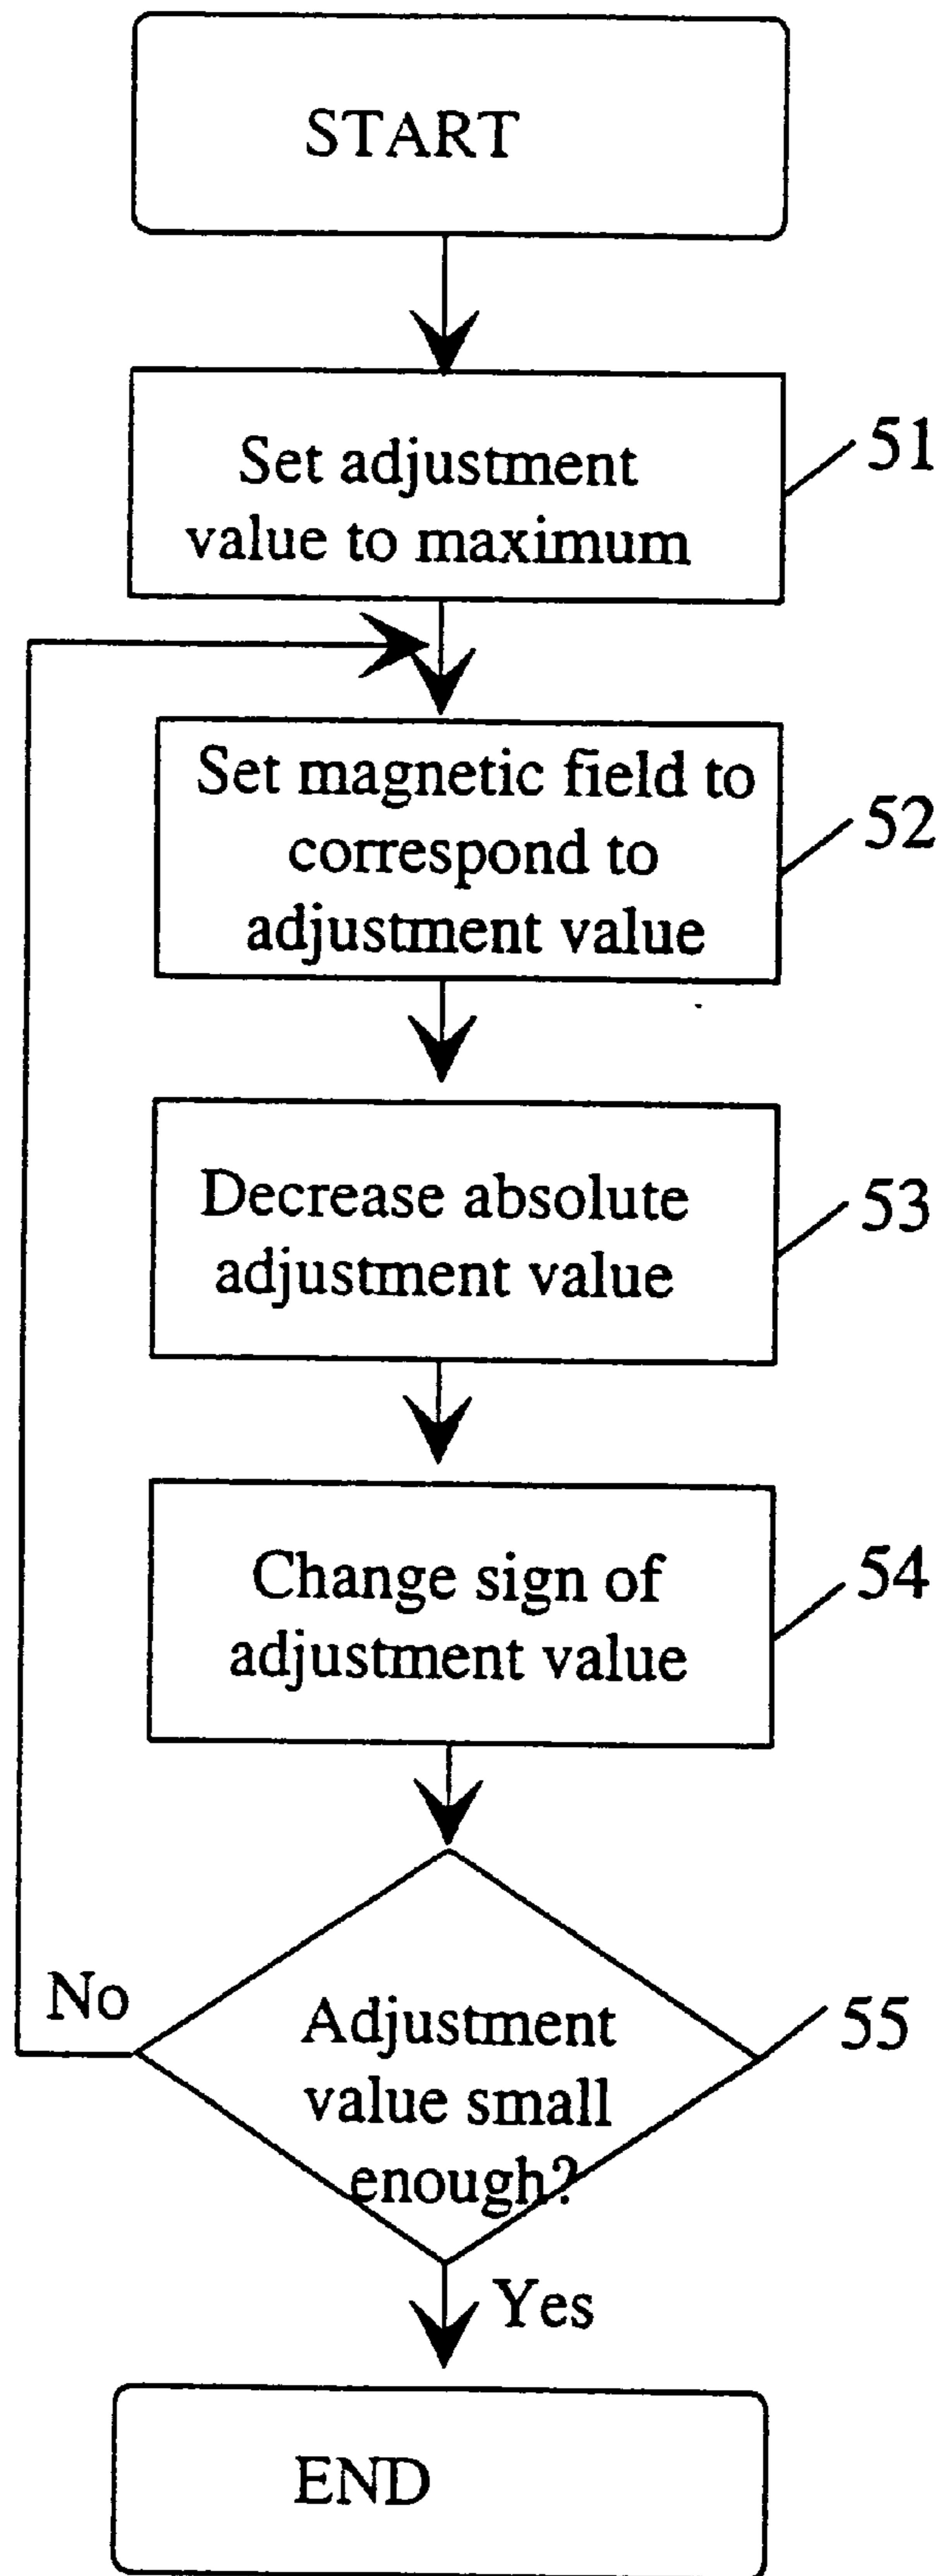 START
Set adjustment
value to maximum
51
Set magnetic field to
correspond to
adjustment value
52
Decrease absolute
adjustment value
53
Change sign of
adjustment value
54
No
Adjustment
value small
enough?
55
Yes
END